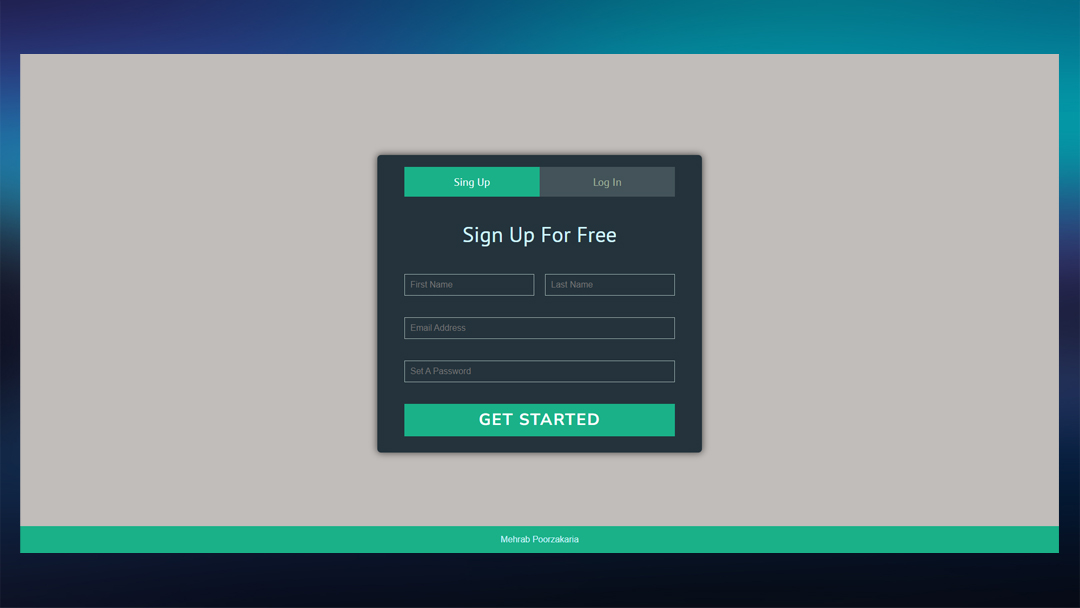 Sing Up
Log In
Sign Up For Free
First Name
Last Name
Email Address
Set A Password
GET STARTED
Mehrab Poorzakaria